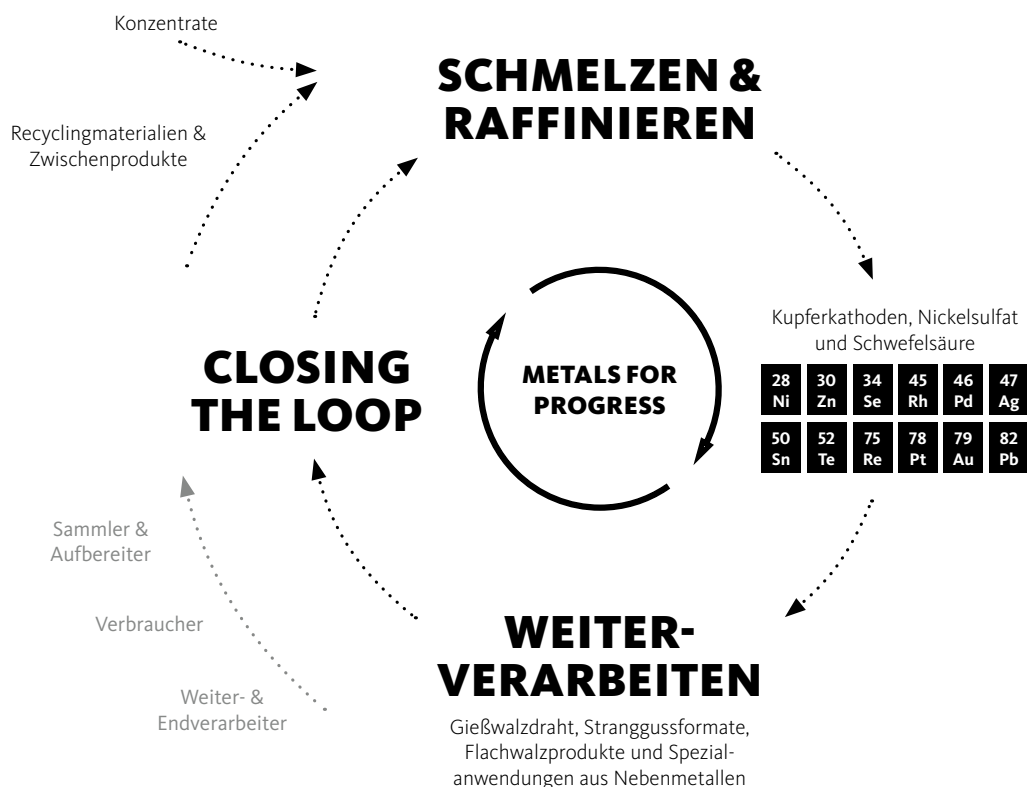 Konzentrate
SCHMELZEN &
RAFFINIEREN
Recyclingmaterialien &
Zwischenprodukte
Kupferkathoden, Nickelsulfat
und Schwefelsäure
28 30 34 45 46 47
Ni Zn Se Rh Pd Ag
50 52 75 78 79 82
Sn Te Re Pt Au Pb
CLOSING
THE LOOP
METALS FOR
PROGRESS
Sammler &
Aufbereiter
Verbraucher
Weiter- &
Endverarbeiter
WEITER-
VERARBEITEN
Gießwalzdraht, Stranggussformate,
Flachwalzprodukte und Spezial-
anwendungen aus Nebenmetallen